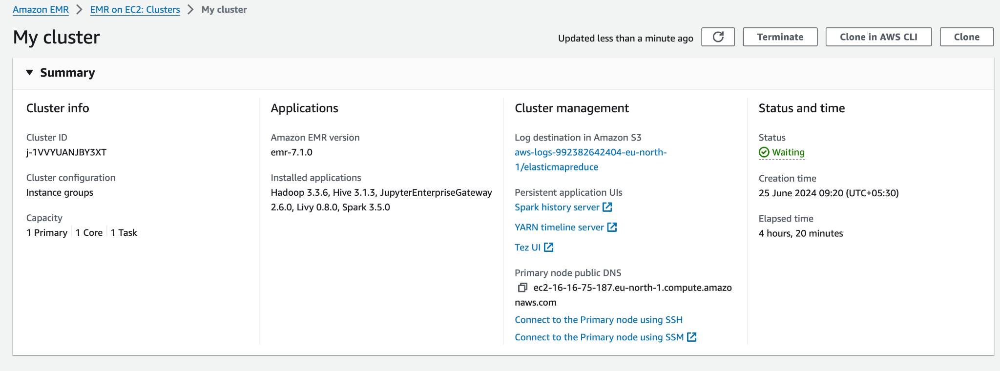 Amazon EMR > EMR on EC2: Clusters > My cluster
My cluster
Updated less than a minute ago
Terminate
Clone in AWS CLI
Clone
Summary
Cluster info
Cluster ID
j-1VVYUANJBY3XT
Cluster configuration
Instance groups
Capacity
1 Primary 1 Core 1 Task
Applications
Amazon EMR version
emr-7.1.0
Installed applications
Hadoop 3.3.6, Hive 3.1.3, JupyterEnterpriseGateway
2.6.0, Livy 0.8.0, Spark 3.5.0
Cluster management
Log destination in Amazon S3
aws-logs-992382642404-eu-north-
1/elasticmapreduce
Persistent application UIs
Spark history server
YARN timeline server
Tez UI
Primary node public DNS
ec2-16-16-75-187.eu-north-1.compute.amazo
naws.com
Connect to the Primary node using SSH
Connect to the Primary node using SSM
Status and time
Status
Waiting
Creation time
25 June 2024 09:20 (UTC+05:30)
Elapsed time
4 hours, 20 minutes